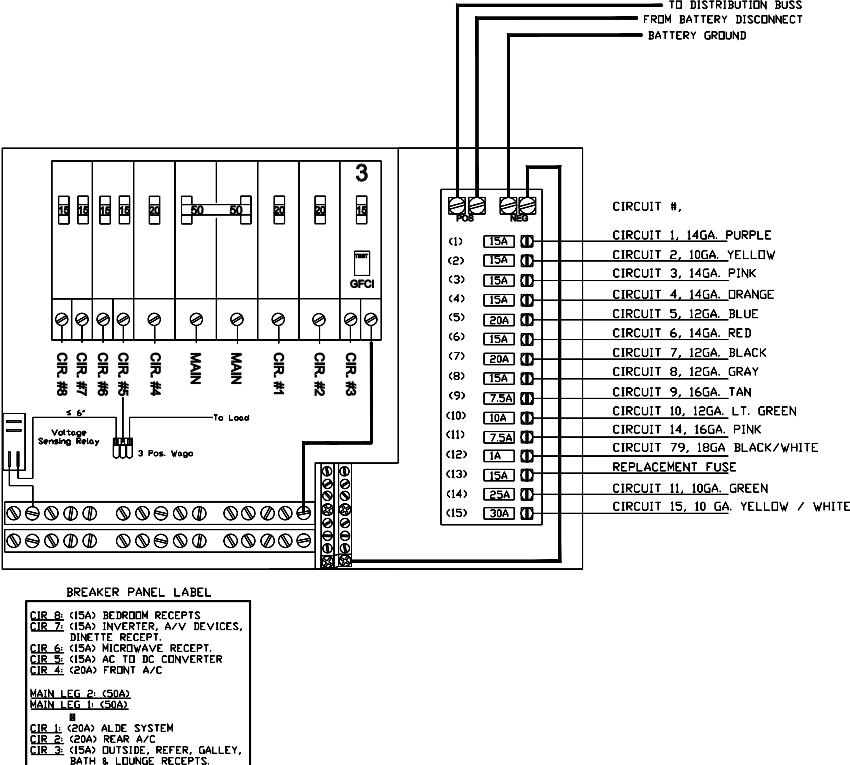 TO DISTRIBUTION BUSS
FROM BATTERY DISCONNECT
BATTERY GROUND
3
15 15 15 15 20 50 50 20 20 15
TEST
GFCI
CIR. #8 CIR. #7 CIR. #6 CIR. #5 CIR. #4 MAIN MAIN CIR. #1 CIR. #2 CIR. #3
≤ 6"
To Load
Voltage
Sensing Relay
3 Pos. Wago
POS NEG
CIRCUIT #,
(1) 15A CIRCUIT 1, 14GA. PURPLE
(2) 15A CIRCUIT 2, 10GA. YELLOW
(3) 15A CIRCUIT 3, 14GA. PINK
(4) 15A CIRCUIT 4, 14GA. ORANGE
(5) 20A CIRCUIT 5, 12GA. BLUE
(6) 15A CIRCUIT 6, 14GA. RED
(7) 20A CIRCUIT 7, 12GA. BLACK
(8) 15A CIRCUIT 8, 12GA. GRAY
(9) 7.5A CIRCUIT 9, 16GA. TAN
(10) 10A CIRCUIT 10, 12GA. LT. GREEN
(11) 7.5A CIRCUIT 14, 16GA. PINK
(12) 1A CIRCUIT 79, 18GA BLACK/WHITE
(13) 15A REPLACEMENT FUSE
(14) 25A CIRCUIT 11, 10GA. GREEN
(15) 30A CIRCUIT 15, 10 GA. YELLOW / WHITE
BREAKER PANEL LABEL
CIR 8: (15A) BEDROOM RECEPTS
CIR 7: (15A) INVERTER, A/V DEVICES,
DINETTE RECEPT.
CIR 6: (15A) MICROWAVE RECEPT.
CIR 5: (15A) AC TO DC CONVERTER
CIR 4: (20A) FRONT A/C
MAIN LEG 2: (50A)
MAIN LEG 1: (50A)
CIR 1: (20A) ALDE SYSTEM
CIR 2: (20A) REAR A/C
CIR 3: (15A) OUTSIDE, REFER, GALLEY,
BATH & LOUNGE RECEPTS.